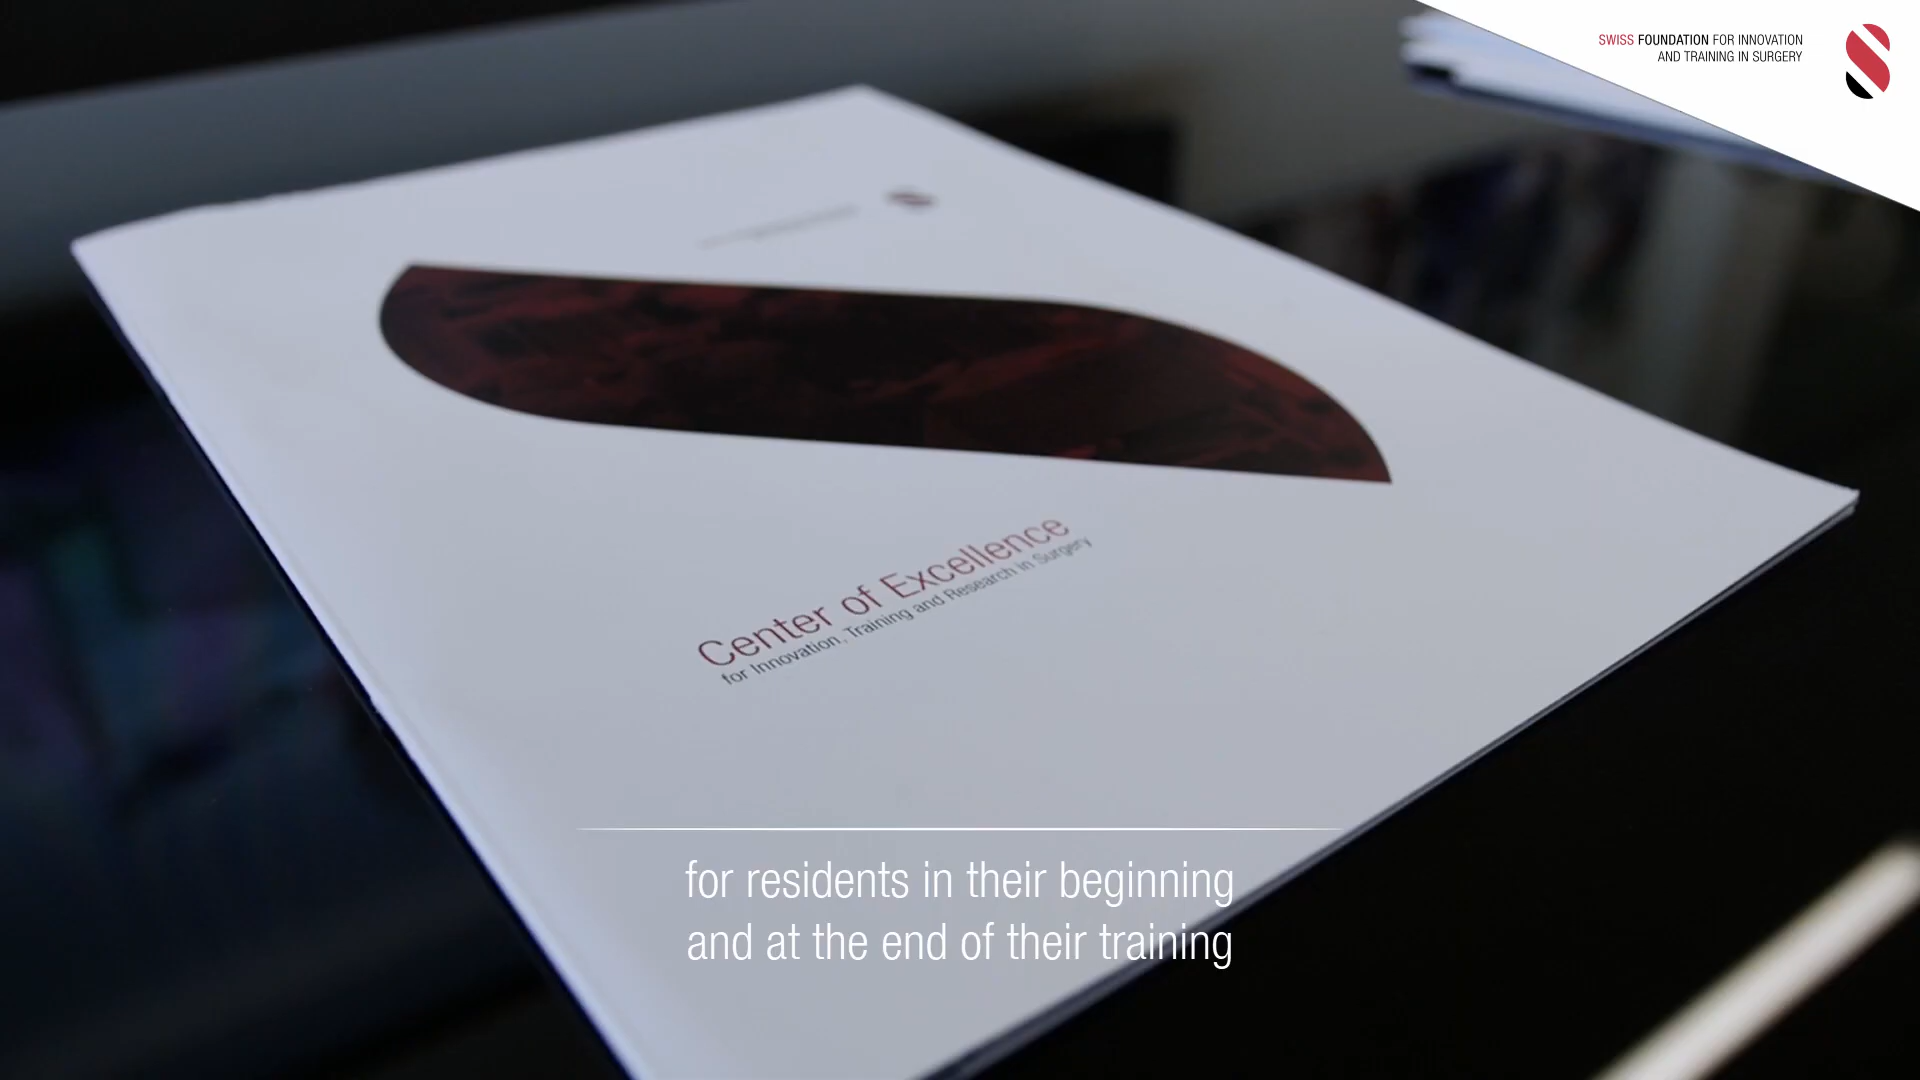 SWISS FOUNDATION FOR INNOVATION
AND TRAINING IN SURGERY
Center of Excellence
for Innovation, Training and Research in Surgery
for residents in their beginning
and at the end of their training